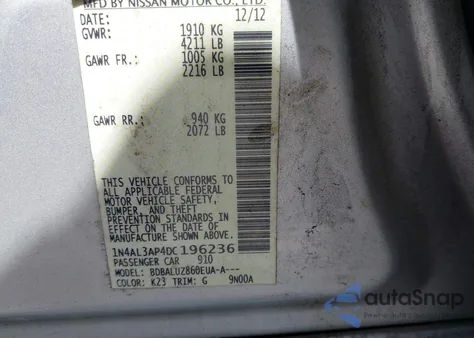 MFD BY NISSAN MOTOR CO., LTD.
DATE: 12/12
GVWR: 1910 KG
4211 LB
GAWR FR.: 1005 KG
2216 LB
GAWR RR.: 940 KG
2072 LB
THIS VEHICLE CONFORMS TO
ALL APPLICABLE FEDERAL
MOTOR VEHICLE SAFETY,
BUMPER, AND THEFT
PREVENTION STANDARDS IN
EFFECT ON THE DATE OF
MANUFACTURE SHOWN ABOVE.
1N4AL3AP4DC196236
PASSENGER CAR 910
MODEL: BDBALUZ860EUA-A---
COLOR: K23 TRIM: G 9N00A
autoSnap